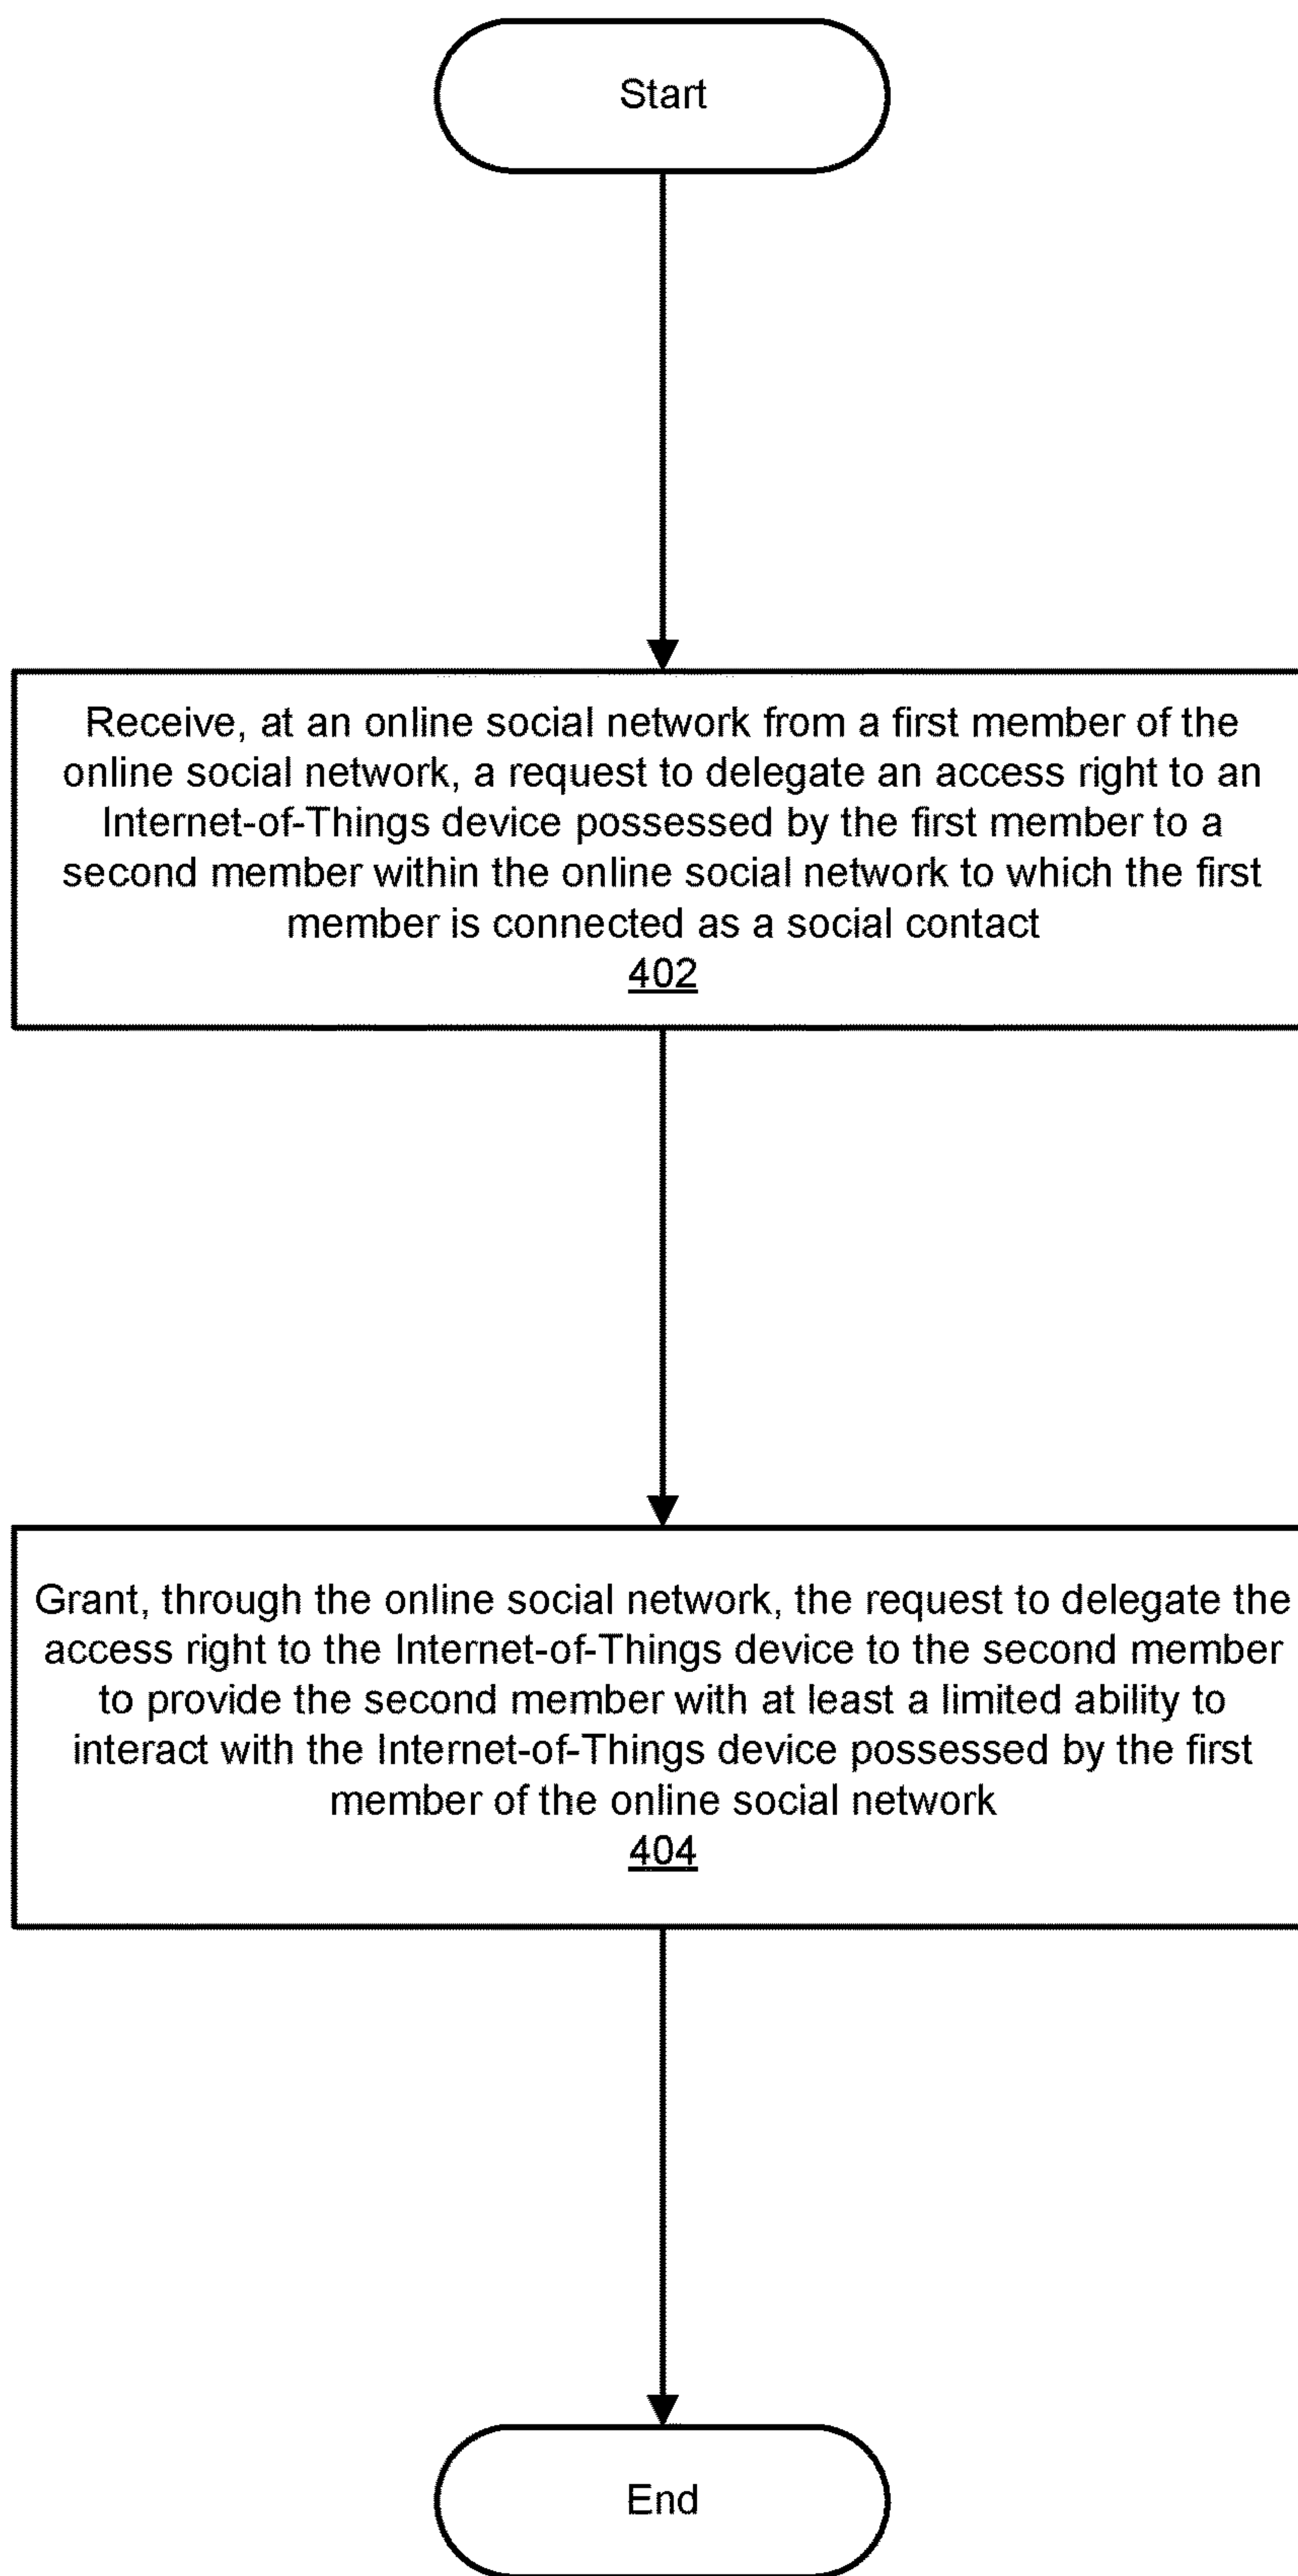 Start
Receive, at an online social network from a first member of the
online social network, a request to delegate an access right to an
Internet-of-Things device possessed by the first member to a
second member within the online social network to which the first
member is connected as a social contact
402
Grant, through the online social network, the request to delegate the
access right to the Internet-of-Things device to the second member
to provide the second member with at least a limited ability to
interact with the Internet-of-Things device possessed by the first
member of the online social network
404
End